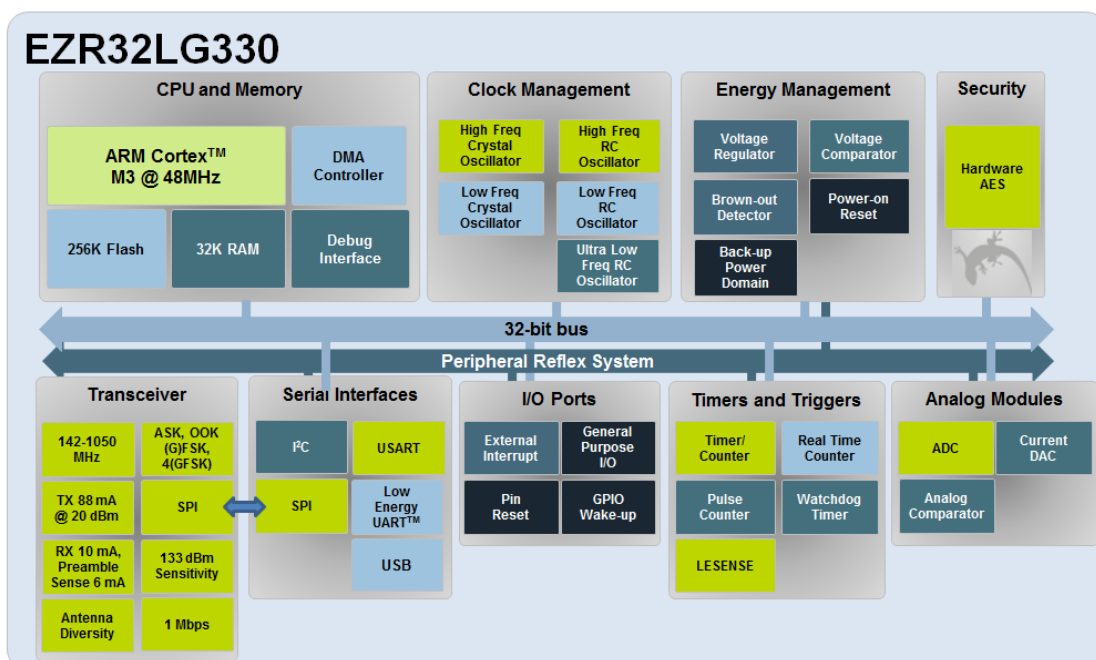 EZR32LG330
CPU and Memory
ARM Cortex™
M3 @ 48MHz
DMA
Controller
256K Flash
32K RAM
Debug
Interface
Clock Management
High Freq
Crystal
Oscillator
High Freq
RC
Oscillator
Low Freq
Crystal
Oscillator
Low Freq
RC
Oscillator
Ultra Low
Freq RC
Oscillator
Energy Management
Voltage
Regulator
Voltage
Comparator
Brown-out
Detector
Power-on
Reset
Back-up
Power
Domain
Security
Hardware
AES
32-bit bus
Peripheral Reflex System
Transceiver
142-1050
MHz
ASK, OOK
(G)FSK,
4(GFSK)
TX 88 mA
@ 20 dBm
SPI
RX 10 mA,
Preamble
Sense 6 mA
133 dBm
Sensitivity
Antenna
Diversity
1 Mbps
Serial Interfaces
I²C
USART
SPI
Low
Energy
UART™
USB
I/O Ports
External
Interrupt
General
Purpose
I/O
Pin
Reset
GPIO
Wake-up
Timers and Triggers
Timer/
Counter
Real Time
Counter
Pulse
Counter
Watchdog
Timer
LESENSE
Analog Modules
ADC
Current
DAC
Analog
Comparator